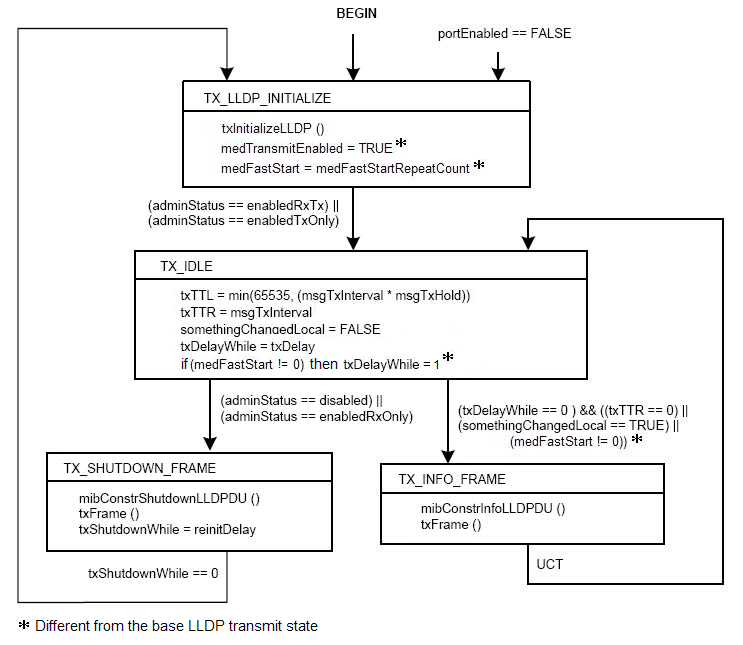 BEGIN
portEnabled == FALSE
TX_LLDP_INITIALIZE
txInitializeLLDP ()
medTransmitEnabled = TRUE *
medFastStart = medFastStartRepeatCount *
(adminStatus == enabledRxTx) ||
(adminStatus == enabledTxOnly)
TX_IDLE
txTTL = min(65535, (msgTxInterval * msgTxHold))
txTTR = msgTxInterval
somethingChangedLocal = FALSE
txDelayWhile = txDelay
if (medFastStart != 0) then txDelayWhile = 1 *
(adminStatus == disabled) ||
(adminStatus == enabledRxOnly)
(txDelayWhile == 0 ) && ((txTTR == 0) ||
(somethingChangedLocal == TRUE) ||
(medFastStart != 0)) *
TX_SHUTDOWN_FRAME
mibConstrShutdownLLDPDU ()
txFrame ()
txShutdownWhile = reinitDelay
TX_INFO_FRAME
mibConstrInfoLLPDU ()
txFrame ()
txShutdownWhile == 0
UCT
* Different from the base LLDP transmit state